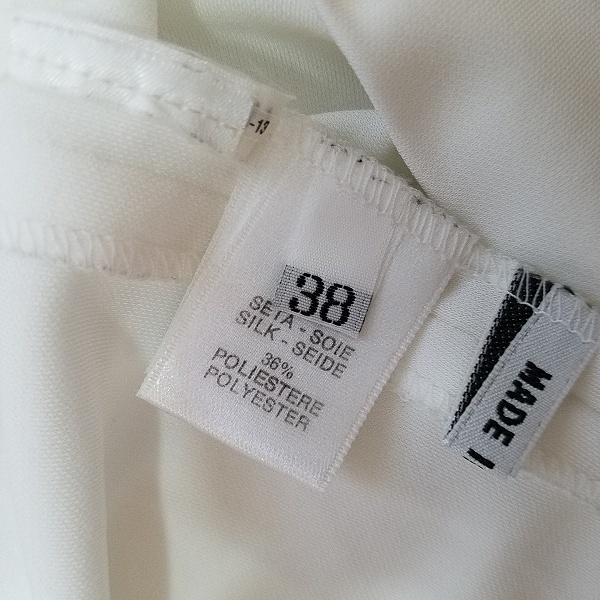 -13
38
SETA - SOIE
SILK - SEIDE
36%
POLIESTERE
POLYESTER
MADE I